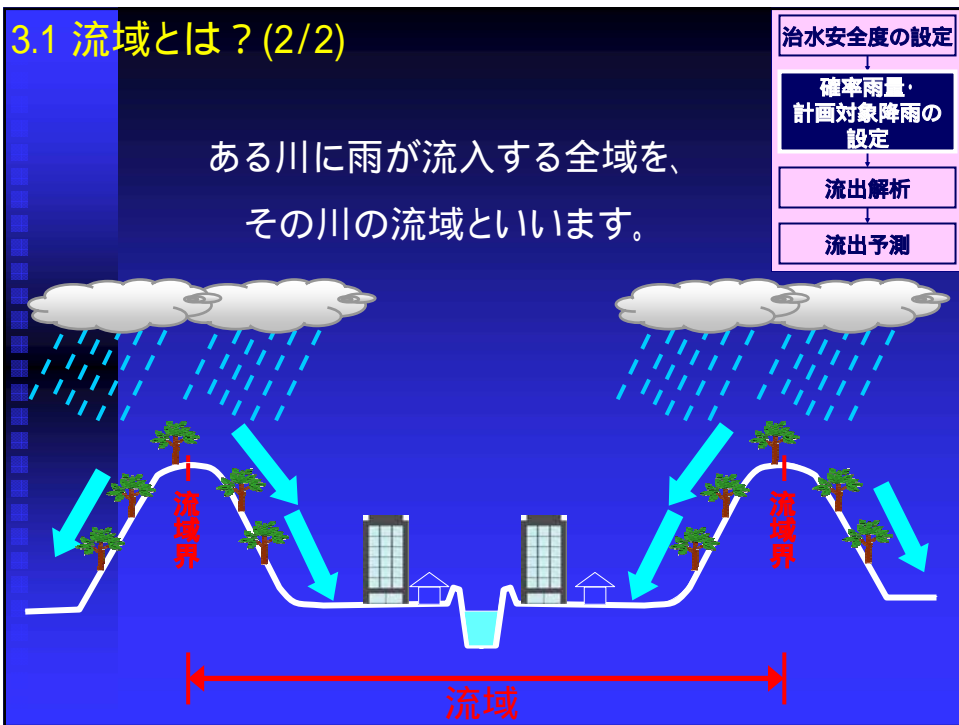 3.1 流域とは？(2/2)
治水安全度の設定
確率雨量・
計画対象降雨の
設定
流出解析
流出予測
ある川に雨が流入する全域を、
その川の流域といいます。
流域界
流域界
流域